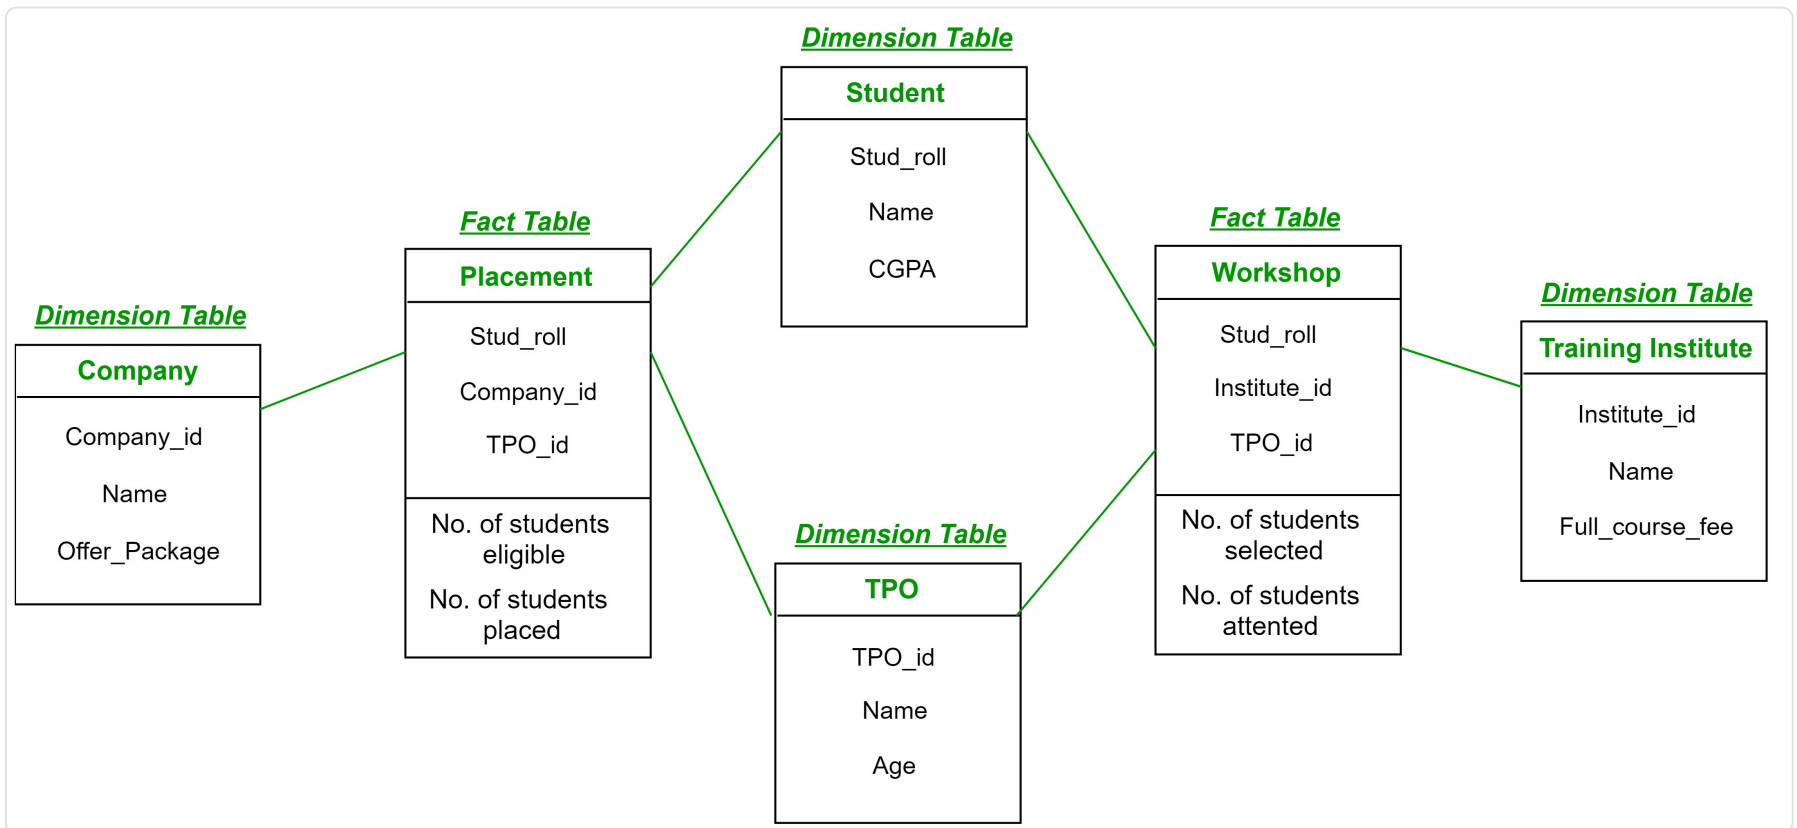 Dimension Table
Student
Stud_roll
Name
CGPA
Fact Table
Placement
Stud_roll
Company_id
TPO_id
No. of students
eligible
No. of students
placed
Fact Table
Workshop
Stud_roll
Institute_id
TPO_id
No. of students
selected
No. of students
attented
Dimension Table
Company
Company_id
Name
Offer_Package
Dimension Table
Training Institute
Institute_id
Name
Full_course_fee
Dimension Table
TPO
TPO_id
Name
Age